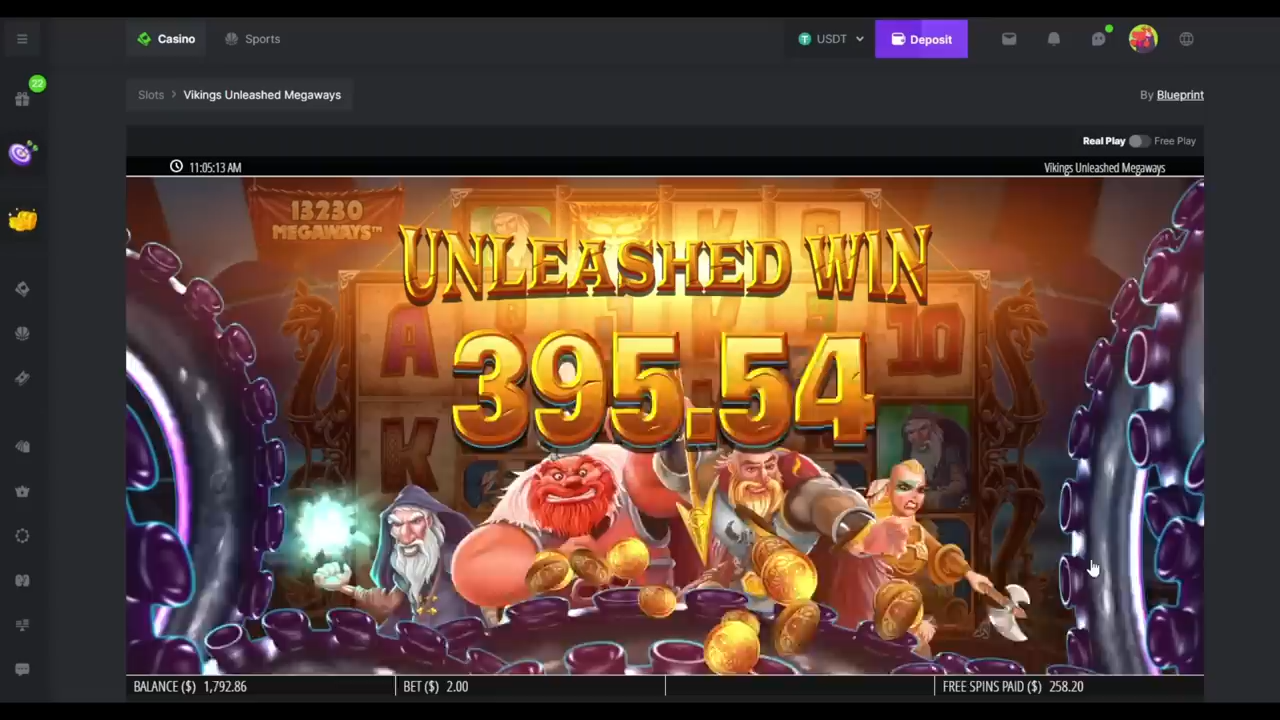 Casino
Sports
USDT
Deposit
22
Slots > Vikings Unleashed Megaways
By Blueprint
Real Play
Free Play
11:05:13 AM
Vikings Unleashed Megaways
13230
MEGAWAYS™
UNLEASHED WIN
395.54
A
10
K
BALANCE ($) 1,792.86
BET ($) 2.00
FREE SPINS PAID ($) 258.20